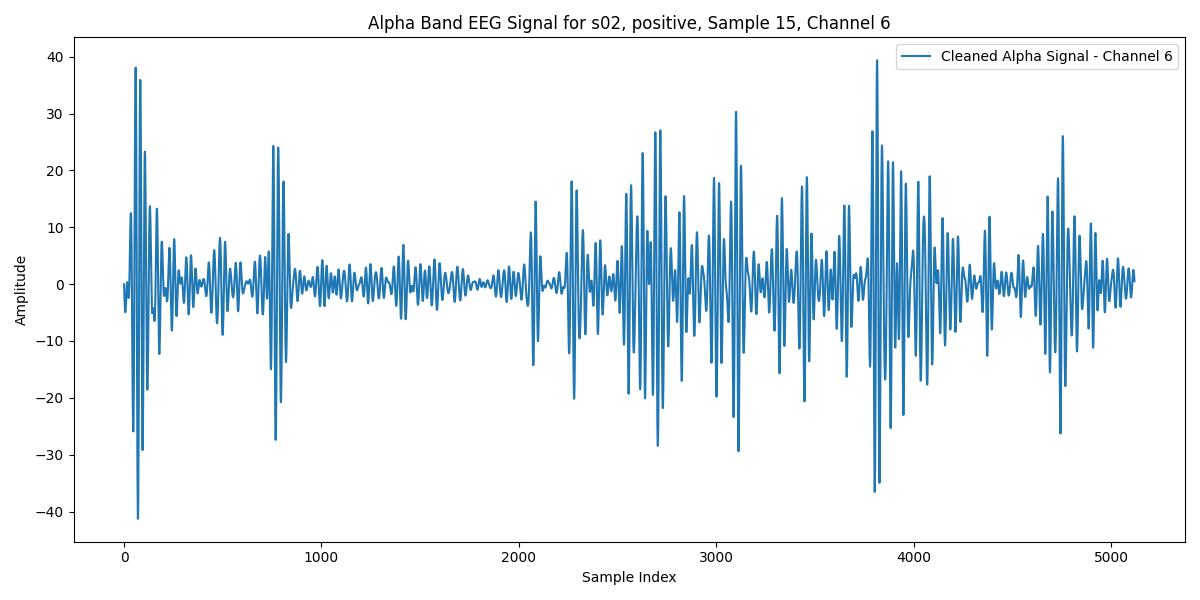 Alpha Band EEG Signal for s02, positive, Sample 15, Channel 6
Cleaned Alpha Signal - Channel 6
Amplitude
40
30
20
10
0
−10
−20
−30
−40
0 1000 2000 3000 4000 5000
Sample Index